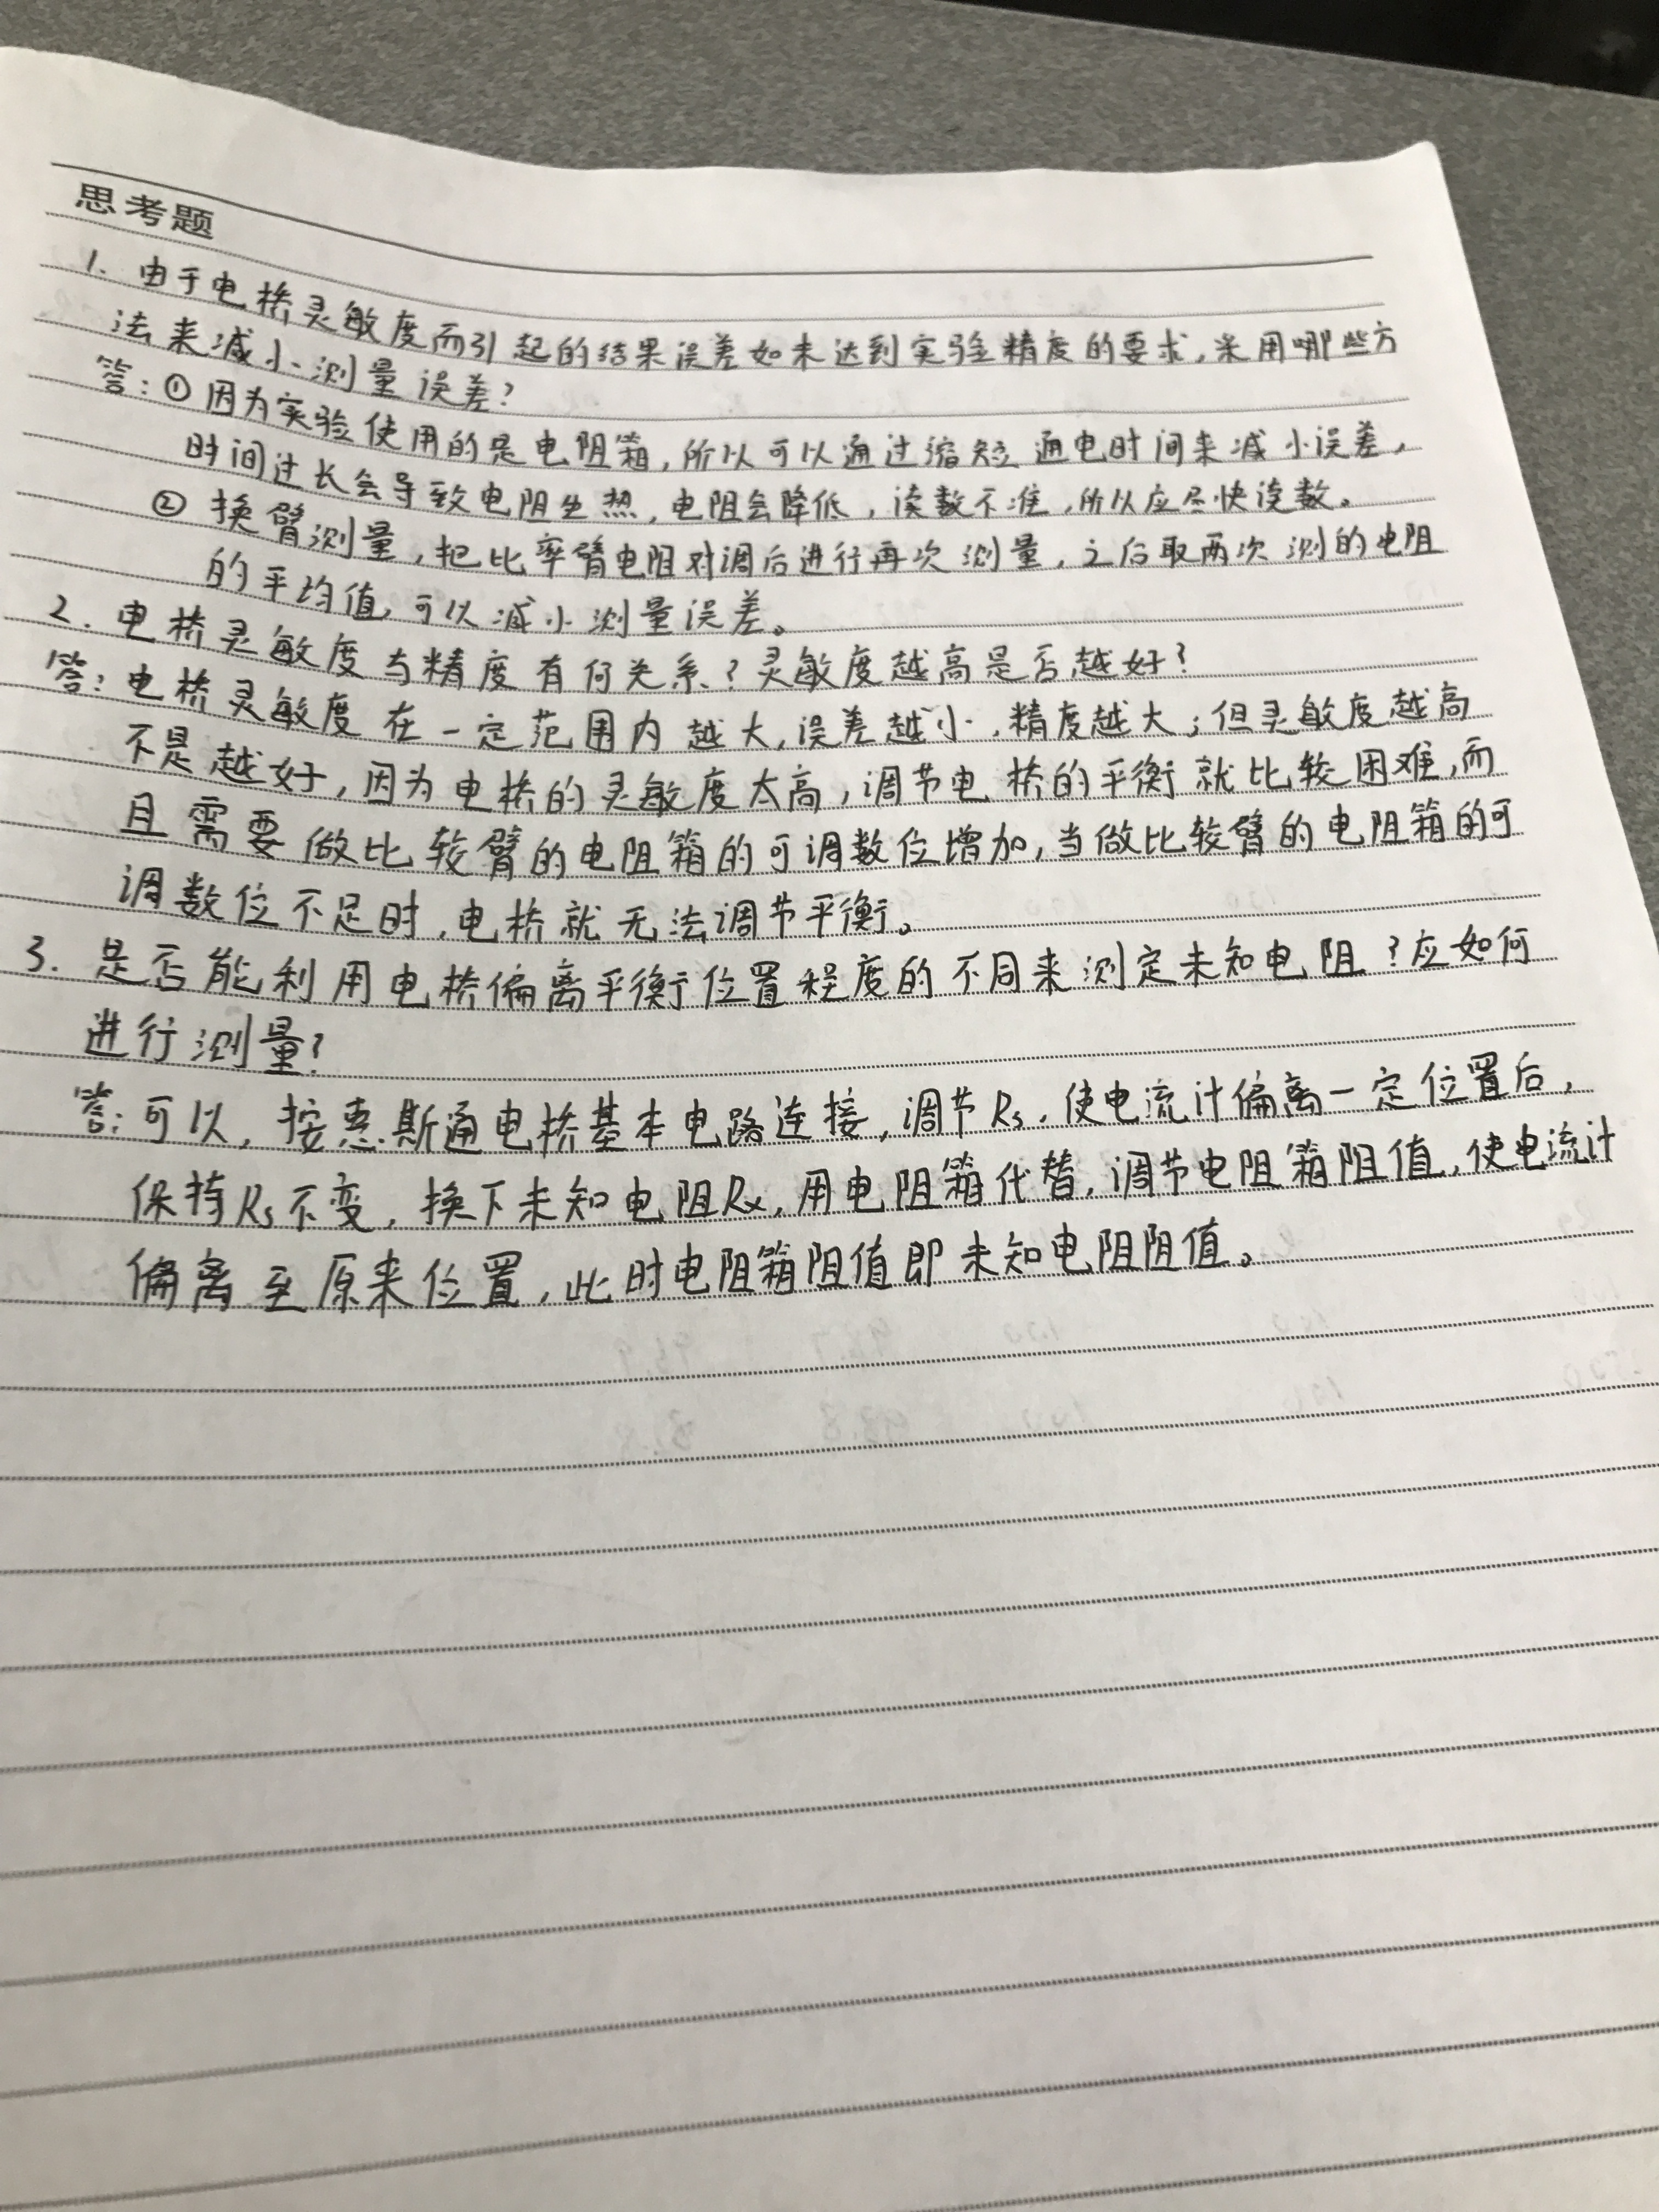 思考题
1. 由于电桥灵敏度而引起的结果误差如未达到实验精度的要求,采用哪些方
法来减小测量误差?
答:①因为实验使用的是电阻箱,所以可以通过缩短通电时间来减小误差,
时间过长会导致电阻生热,电阻会降低,读数不准,所以应尽快读数。
② 换臂测量,把比率臂电阻对调后进行再次测量,之后取两次测的电阻
的平均值,可以减小测量误差。
2. 电桥灵敏度与精度有何关系?灵敏度越高是否越好?
答:电桥灵敏度在一定范围内越大,误差越小,精度越大;但灵敏度越高
不是越好,因为电桥的灵敏度太高,调节电桥的平衡就比较困难,而
且需要做比较臂的电阻箱的可调数位增加,当做比较臂的电阻箱的可
调数位不足时,电桥就无法调节平衡。
3. 是否能利用电桥偏离平衡位置程度的不同来测定未知电阻?应如何
进行测量?
答:可以,按惠斯通电桥基本电路连接,调节Rs,使电流计偏离一定位置后,
保持Rs不变,换下未知电阻Rx,用电阻箱代替,调节电阻箱阻值,使电流计
偏离至原来位置,此时电阻箱阻值即未知电阻阻值。